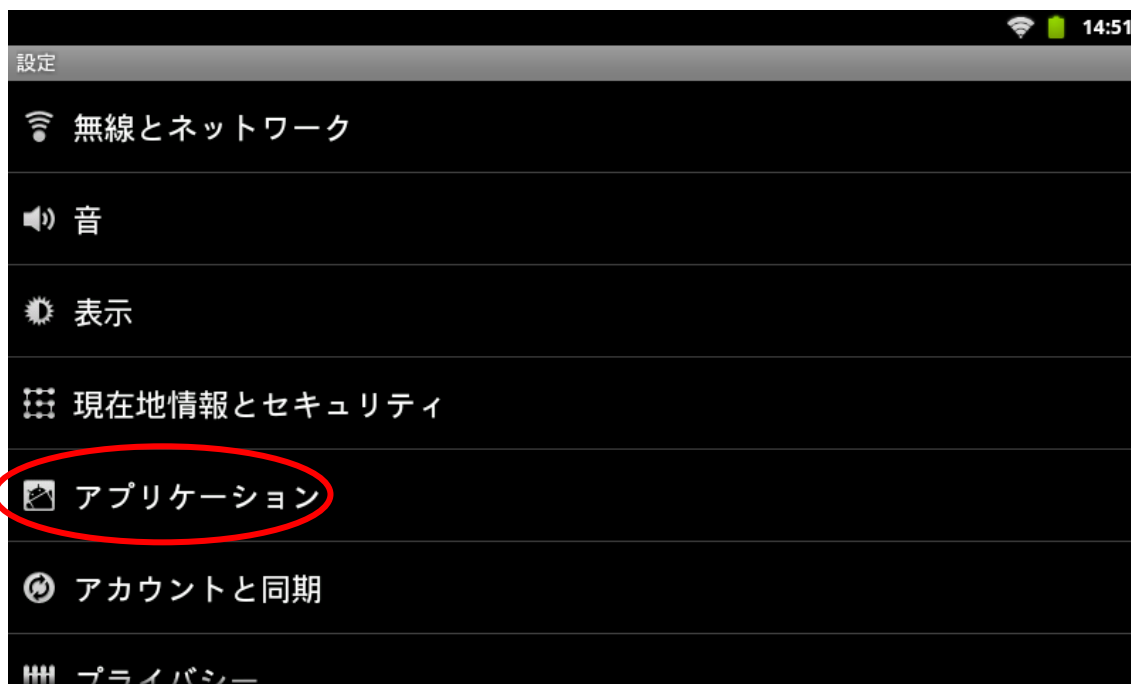 14:51
設定
無線とネットワーク
音
表示
現在地情報とセキュリティ
アプリケーション
アカウントと同期
プライバシー